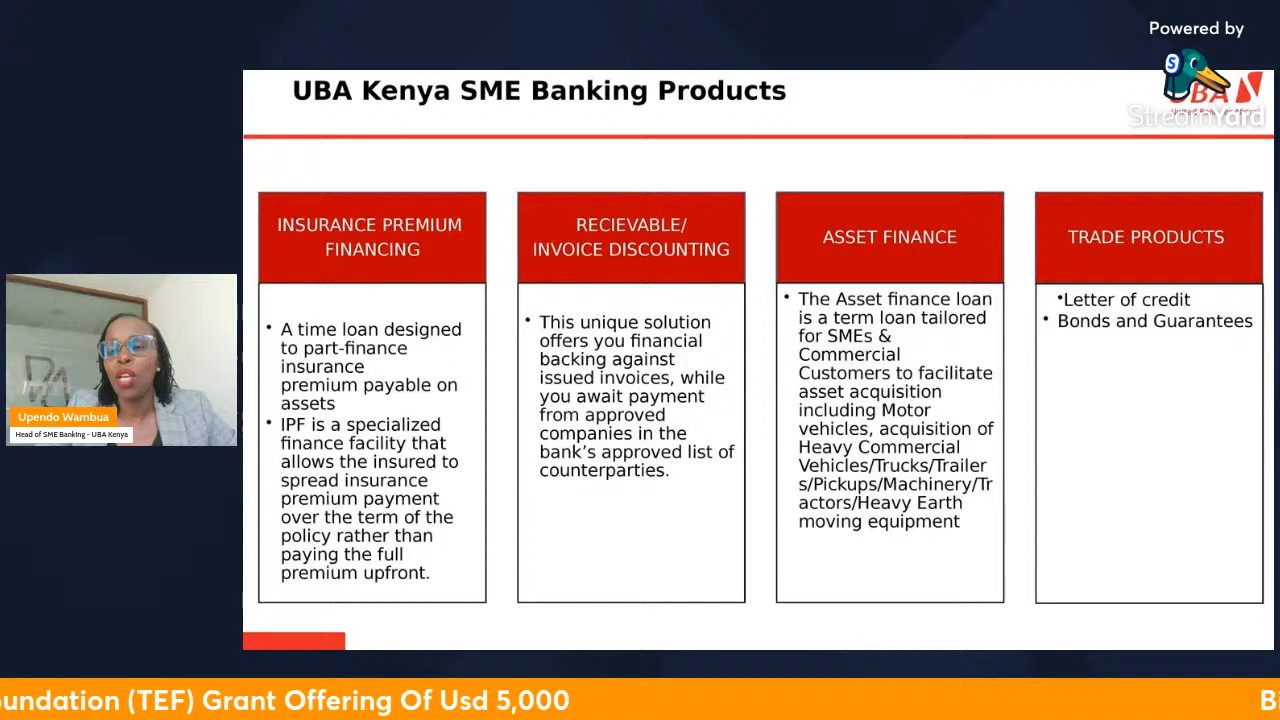 Powered by
StreamYard
UBA Kenya SME Banking Products
UBA
INSURANCE PREMIUM
FINANCING
• A time loan designed
to part-finance
insurance
premium payable on
assets
• IPF is a specialized
finance facility that
allows the insured to
spread insurance
premium payment
over the term of the
policy rather than
paying the full
premium upfront.
RECIEVABLE/
INVOICE DISCOUNTING
• This unique solution
offers you financial
backing against
issued invoices, while
you await payment
from approved
companies in the
bank’s approved list of
counterparties.
ASSET FINANCE
• The Asset finance loan
is a term loan tailored
for SMEs &
Commercial
Customers to facilitate
asset acquisition
including Motor
vehicles, acquisition of
Heavy Commercial
Vehicles/Trucks/Trailer
s/Pickups/Machinery/Tr
actors/Heavy Earth
moving equipment
TRADE PRODUCTS
•Letter of credit
• Bonds and Guarantees
Upendo Wambua
Head of SME Banking - UBA Kenya
oundation (TEF) Grant Offering Of Usd 5,000